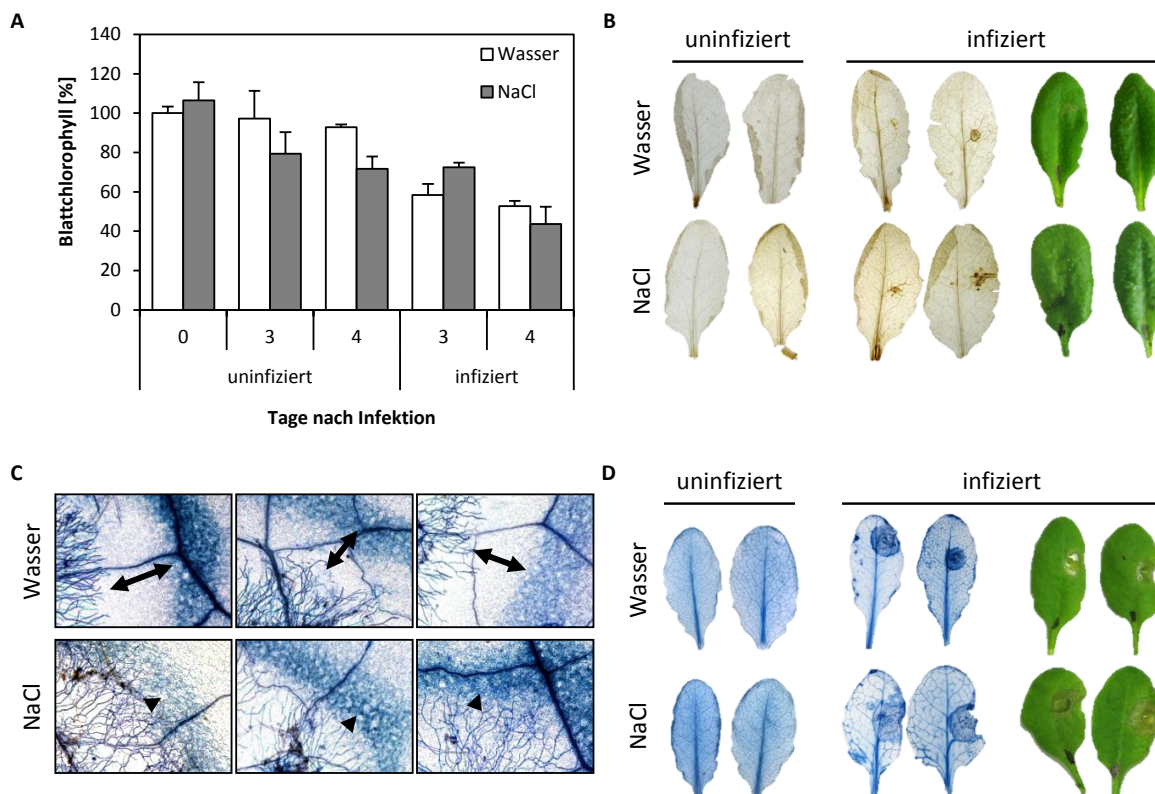 A
140
120
100
80
60
40
20
0
Blattchlorophyll [%]
Wasser
NaCl
0 3 4 3 4
uninfiziert infiziert
Tage nach Infektion
B
uninfiziert infiziert
Wasser
NaCl
C
Wasser
NaCl
D
uninfiziert infiziert
Wasser
NaCl